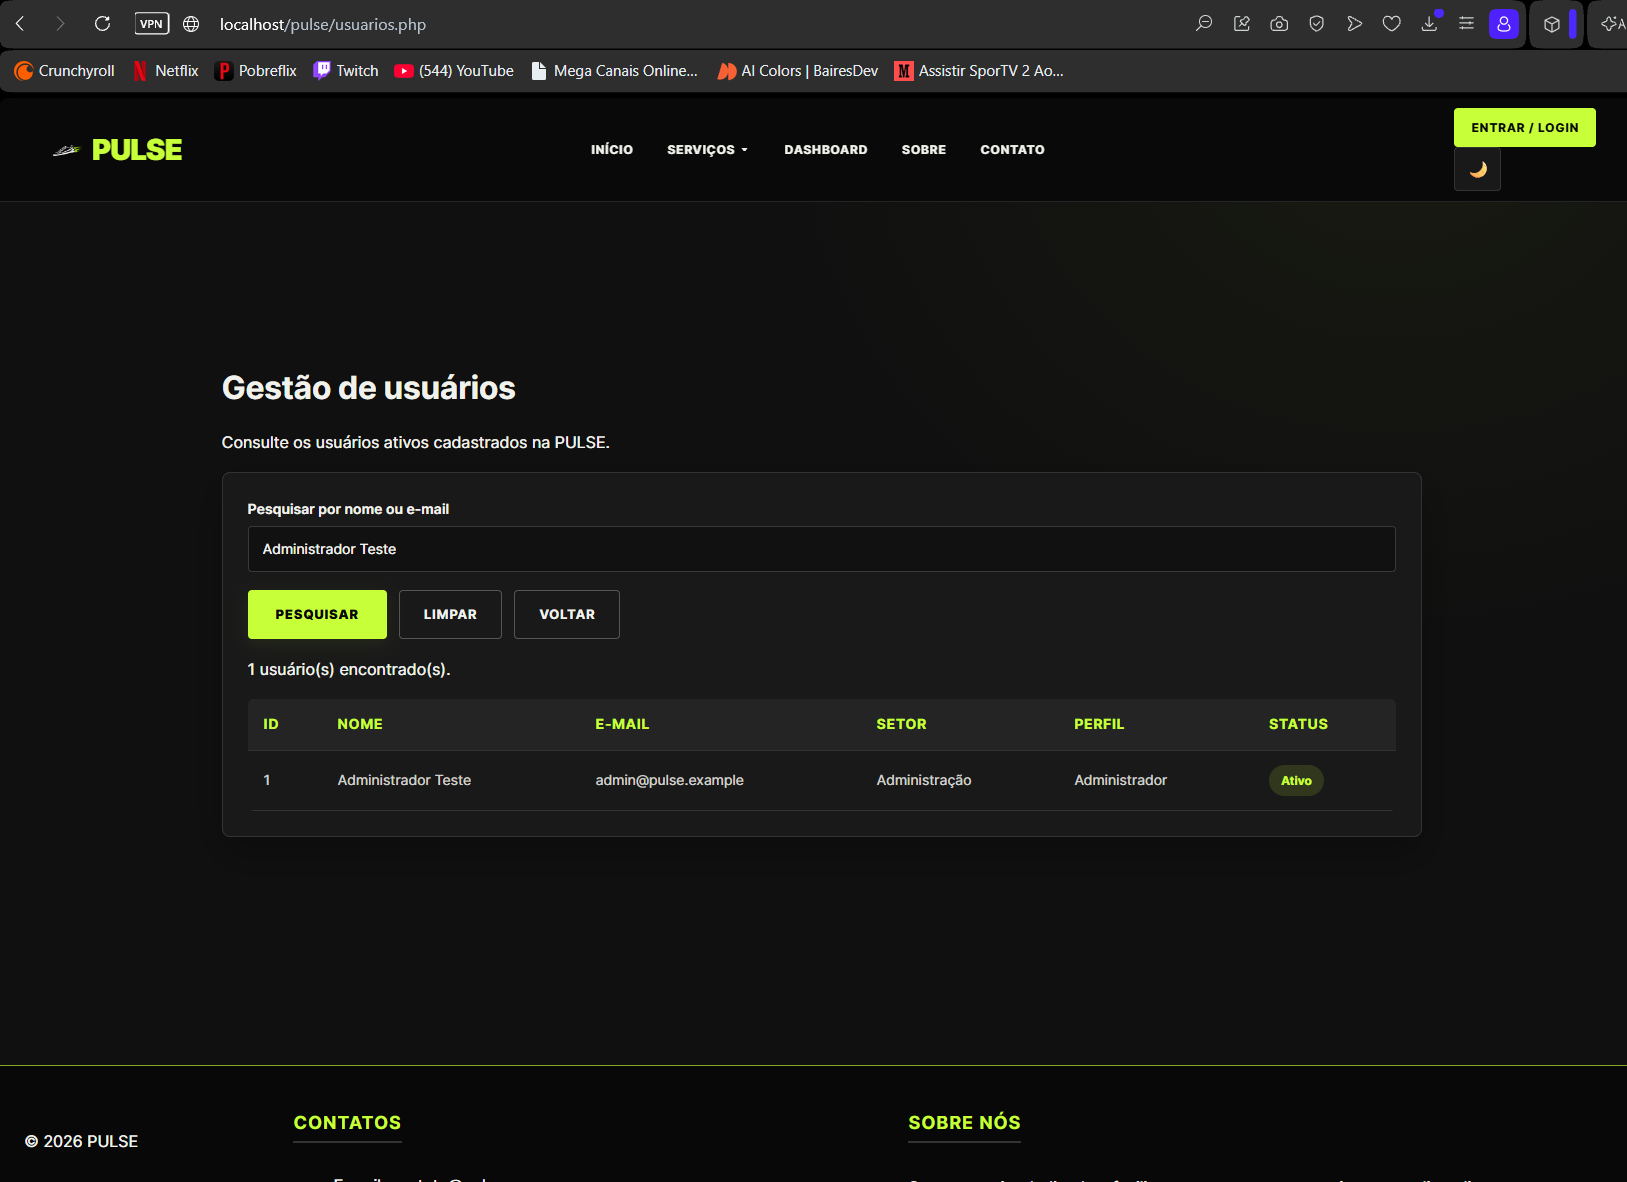 VPN localhost/pulse/usuarios.php
Crunchyroll Netflix Pobreflix Twitch (544) YouTube Mega Canais Online... AI Colors | BairesDev Assistir SporTV 2 Ao...
PULSE INÍCIO SERVIÇOS DASHBOARD SOBRE CONTATO ENTRAR / LOGIN
Gestão de usuários
Consulte os usuários ativos cadastrados na PULSE.
Pesquisar por nome ou e-mail
Administrador Teste
PESQUISAR LIMPAR VOLTAR
1 usuário(s) encontrado(s).
ID NOME E-MAIL SETOR PERFIL STATUS
1 Administrador Teste admin@pulse.example Administração Administrador Ativo
CONTATOS SOBRE NÓS
© 2026 PULSE